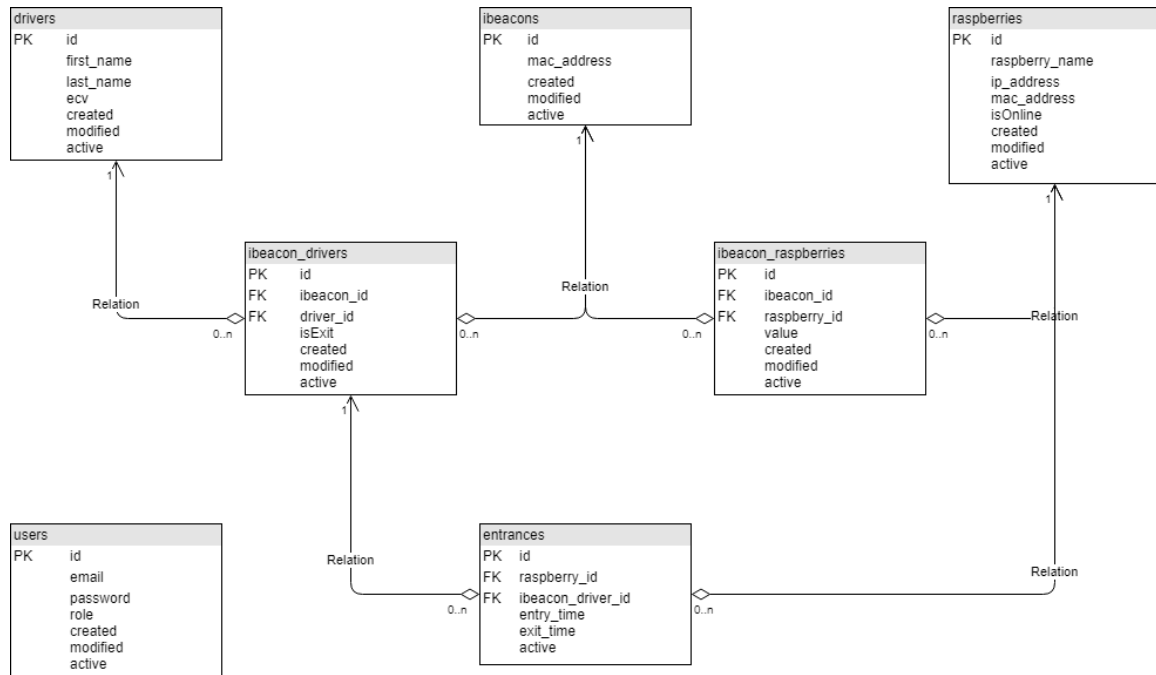 drivers
PK id
first_name
last_name
ecv
created
modified
active
ibeacons
PK id
mac_address
created
modified
active
raspberries
PK id
raspberry_name
ip_address
mac_address
isOnline
created
modified
active
1
1
1
ibeacon_drivers
PK id
FK ibeacon_id
FK driver_id
isExit
created
modified
active
ibeacon_raspberries
PK id
FK ibeacon_id
FK raspberry_id
value
created
modified
active
Relation
0..n
0..n
Relation
0..n
0..n
Relation
1
users
PK id
email
password
role
created
modified
active
entrances
PK id
FK raspberry_id
FK ibeacon_driver_id
entry_time
exit_time
active
Relation
0..n
0..n
Relation